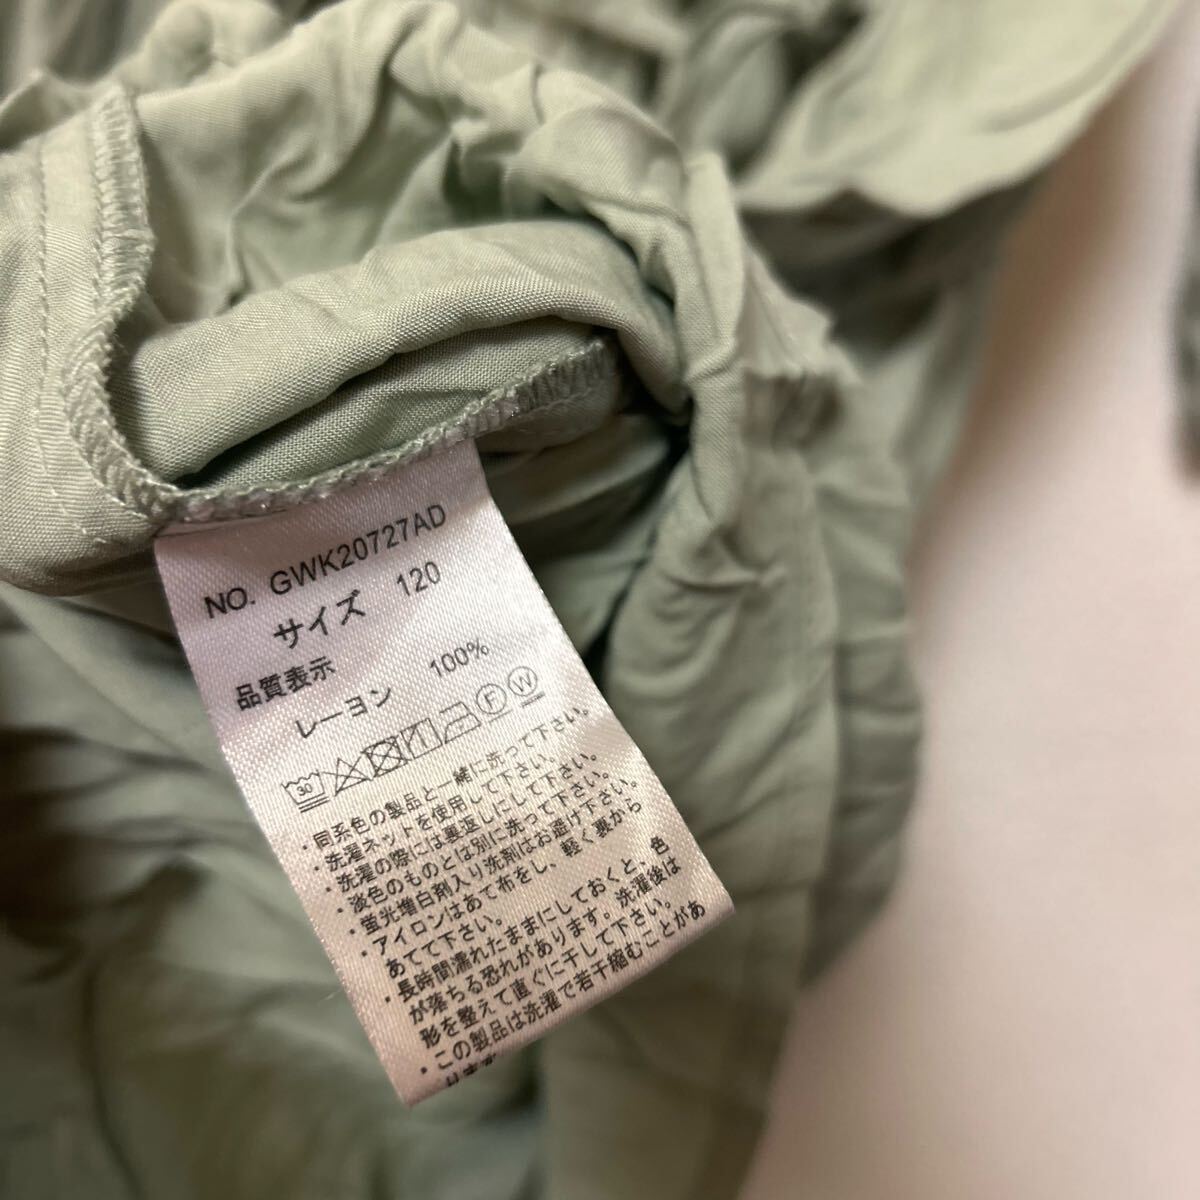 NO. GWK20727AD
サイズ 120
品質表示
レーヨン 100%
30 F W
・同系色の製品と一緒に洗って下さい。
・洗濯ネットを使用して下さい。
・洗濯の際には裏返しにして下さい。
・淡色のものとは別に洗って下さい。
・蛍光増白剤入り洗剤はお避け下さい。
・アイロンはあて布をし、軽く裏から
あてて下さい。
・長時間濡れたままにしておくと、色
が落ちる恐れがあります。洗濯後は
形を整えて直ぐに干して下さい。
・この製品は洗濯で若干縮むことがあ